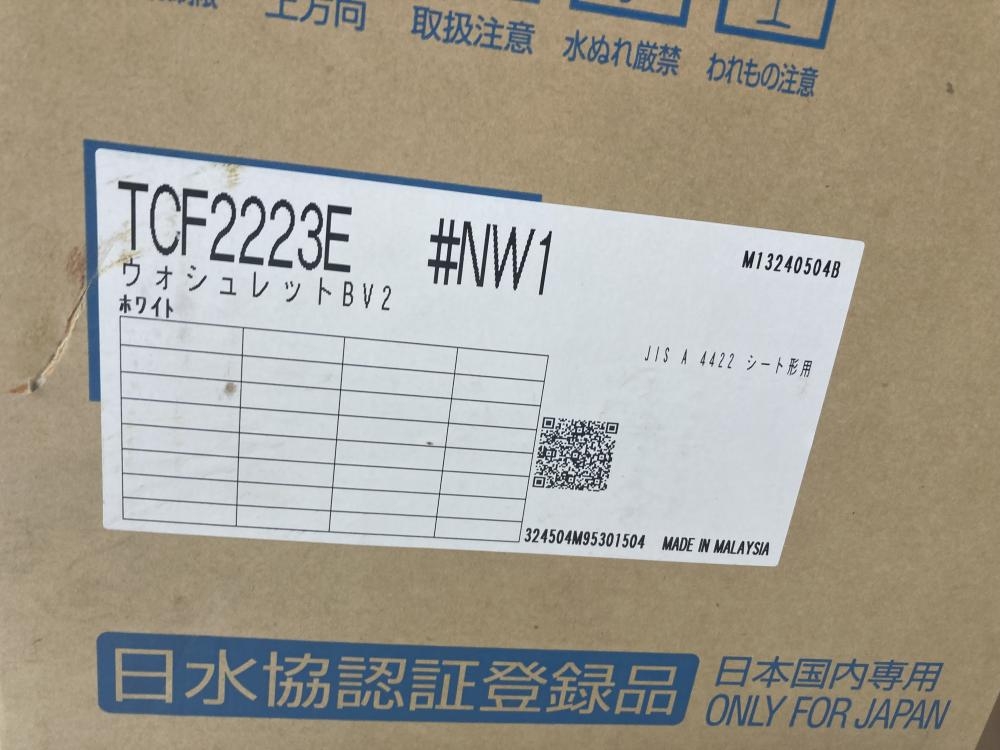 上方向
取扱注意
水ぬれ厳禁
われもの注意
TCF2223E #NW1
M13240504B
ウォシュレットBV2
ホワイト
JIS A 4422 シート形用
324504M95301504 MADE IN MALAYSIA
日水協認証登録品
日本国内専用
ONLY FOR JAPAN